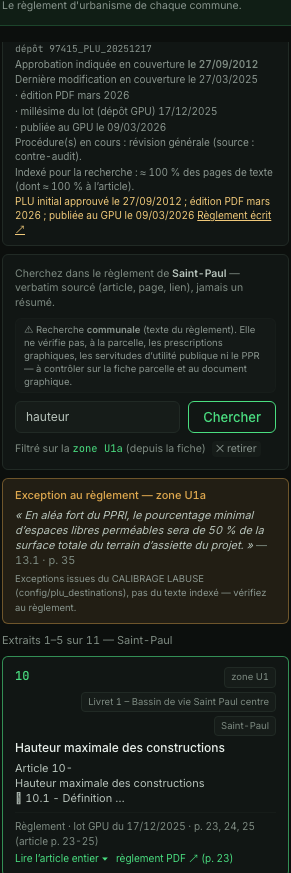 Le règlement d'urbanisme de chaque commune.
dépôt 97415_PLU_20251217
Approbation indiquée en couverture le 27/09/2012
Dernière modification en couverture le 27/03/2025
· édition PDF mars 2026
· millésime du lot (dépôt GPU) 17/12/2025
· publiée au GPU le 09/03/2026
Procédure(s) en cours : révision générale (source :
contre-audit).
Indexé pour la recherche : ≈ 100 % des pages de texte
(dont ≈ 100 % à l'article).
PLU initial approuvé le 27/09/2012 ; édition PDF mars
2026 ; publiée au GPU le 09/03/2026 Règlement écrit
↗
Cherchez dans le règlement de Saint-Paul —
verbatim sourcé (article, page, lien), jamais un
résumé.
⚠ Recherche communale (texte du règlement). Elle
ne vérifie pas, à la parcelle, les prescriptions
graphiques, les servitudes d'utilité publique ni le PPR
— à contrôler sur la fiche parcelle et au document
graphique.
hauteur
Chercher
Filtré sur la zone U1a (depuis la fiche) ✕ retirer
Exception au règlement — zone U1a
« En aléa fort du PPRI, le pourcentage minimal
d'espaces libres perméables sera de 50 % de la
surface totale du terrain d'assiette du projet. » —
13.1 · p. 35
Exceptions issues du CALIBRAGE LABUSE
(config/plu_destinations), pas du texte indexé — vérifiez
au règlement.
Extraits 1–5 sur 11 — Saint-Paul
10
zone U1
Livret 1 – Bassin de vie Saint Paul centre
Saint-Paul
Hauteur maximale des constructions
Article 10-
Hauteur maximale des constructions
10.1 - Définition ...
Règlement · lot GPU du 17/12/2025 · p. 23, 24, 25
(article p. 23-25)
Lire l'article entier ▾ règlement PDF ↗ (p. 23)